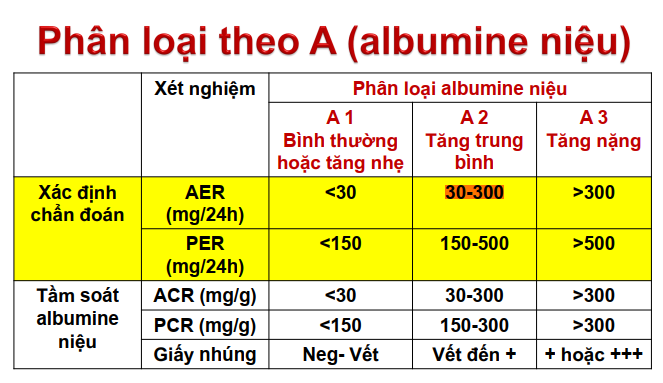 Phân loại theo A (albumine niệu)
Xét nghiệm
Phân loại albumine niệu
A 1
Bình thường
hoặc tăng nhẹ
A 2
Tăng trung
bình
A 3
Tăng nặng
Xác định
chẩn đoán
AER
(mg/24h)
<30
30-300
>300
PER
(mg/24h)
<150
150-500
>500
Tầm soát
albumine
niệu
ACR (mg/g)
<30
30-300
>300
PCR (mg/g)
<150
150-300
>300
Giấy nhúng
Neg- Vết
Vết đến +
+ hoặc +++